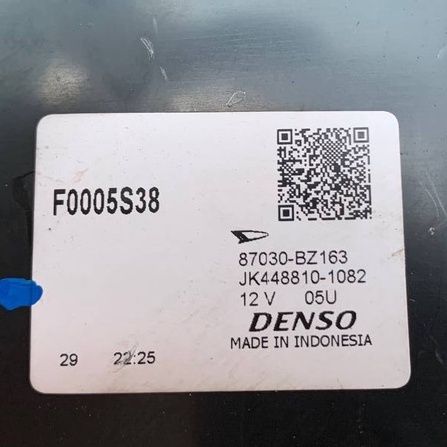 F0005S38
87030-BZ163
JK448810-1082
12 V 05U
DENSO
MADE IN INDONESIA
29 22:25